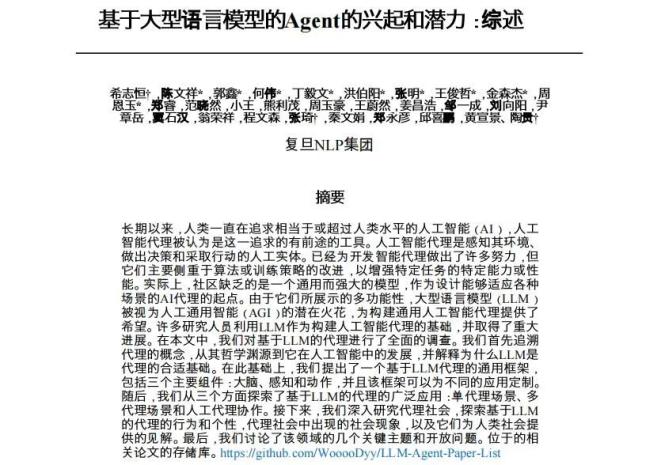 基于大型语言模型的Agent的兴起和潜力 :综述
希志恒† ,陈文祥* ,郭鑫* ,何伟* ,丁毅文* ,洪伯阳* ,张明* ,王俊哲* ,金森杰* ,周
恩玉* ,郑睿 ,范晓然 ,小王 ,熊利茂 ,周玉豪 ,王蔚然 ,姜昌浩 ,邹一成 ,刘向阳 ,尹
章岳 ,窦石汉 ,翁荣祥 ,程文森 ,张琦† ,秦文娟 ,郑永彦 ,邱喜鹏 ,黄宣景、陶贵†
复旦NLP集团
摘要
长期以来 ,人类一直在追求相当于或超过人类水平的人工智能 (AI ) ,人工
智能代理被认为是这一追求的有前途的工具。人工智能代理是感知其环境、
做出决策和采取行动的人工实体。已经为开发智能代理做出了许多努力 ,但
它们主要侧重于算法或训练策略的改进 ,以增强特定任务的特定能力或性
能。实际上 ,社区缺乏的是一个通用而强大的模型 ,作为设计能够适应各种
场景的AI代理的起点。由于它们所展示的多功能性 ,大型语言模型 (LLM )
被视为人工通用智能 (AGI ) 的潜在火花 ,为构建通用人工智能代理提供了
希望。许多研究人员利用LLM作为构建人工智能代理的基础 ,并取得了重大
进展。在本文中 ,我们对基于LLM的代理进行了全面的调查。我们首先追溯
代理的概念 ,从其哲学渊源到它在人工智能中的发展 ,并解释为什么LLM是
代理的合适基础。在此基础上 ,我们提出了一个基于LLM代理的通用框架 ,
包括三个主要组件 :大脑、感知和动作 ,并且该框架可以为不同的应用定制。
随后 ,我们从三个方面探索了基于LLM的代理的广泛应用 :单代理场景、多
代理场景和人工代理协作。接下来 ,我们深入研究代理社会 ,探索基于LLM
的代理的行为和个性 ,代理社会中出现的社会现象 ,以及它们为人类社会提
供的见解。最后 ,我们讨论了该领域的几个关键主题和开放问题。位于的相
关论文的存储库。https://github.com/WooooDyy/LLM-Agent-Paper-List